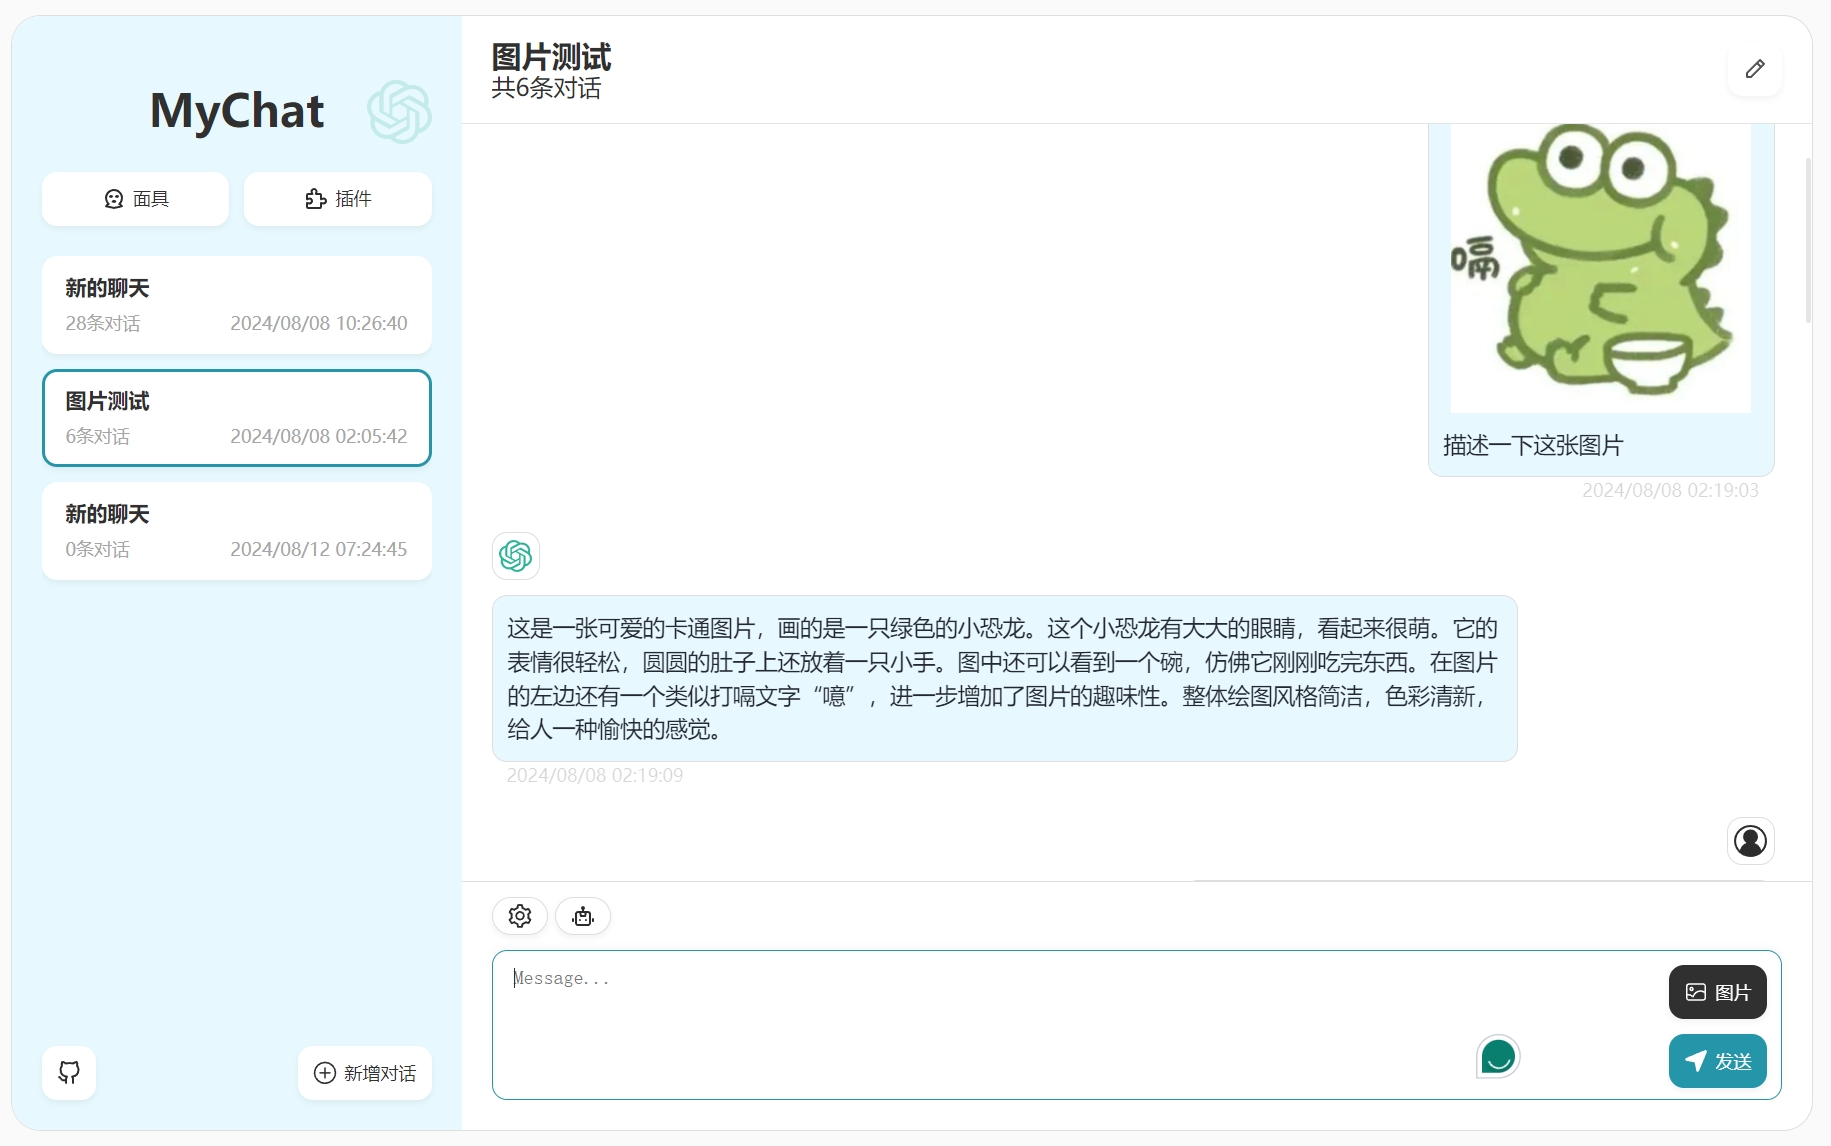 MyChat
面具
插件
新的聊天
28条对话 2024/08/08 10:26:40
图片测试
6条对话 2024/08/08 02:05:42
新的聊天
0条对话 2024/08/12 07:24:45
新增对话
图片测试
共6条对话
嗝
描述一下这张图片
2024/08/08 02:19:03
这是一张可爱的卡通图片，画的是一只绿色的小恐龙。这个小恐龙有大大的眼睛，看起来很萌。它的
表情很轻松，圆圆的肚子上还放着一只小手。图中还可以看到一个碗，仿佛它刚刚吃完东西。在图片
的左边还有一个类似打嗝文字“噫”，进一步增加了图片的趣味性。整体绘图风格简洁，色彩清新，
给人一种愉快的感觉。
2024/08/08 02:19:09
Message...
图片
发送